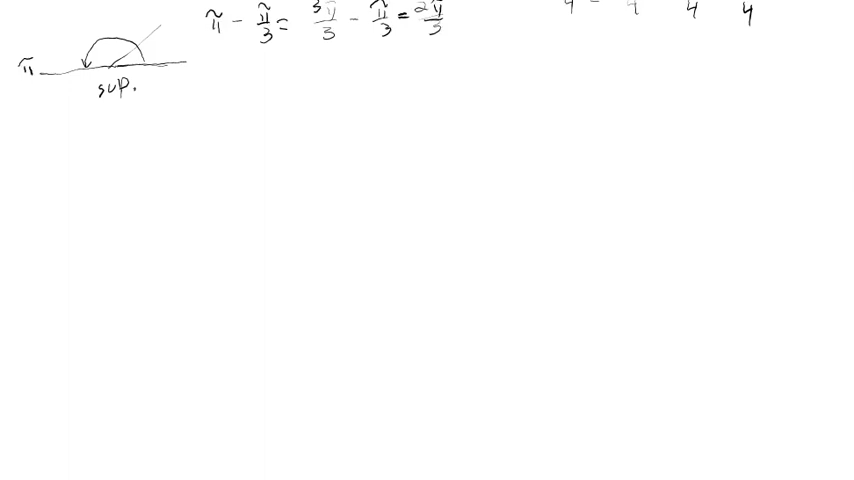 π - π/3 = 3π/3 - π/3 = 2π/3
π
sup.